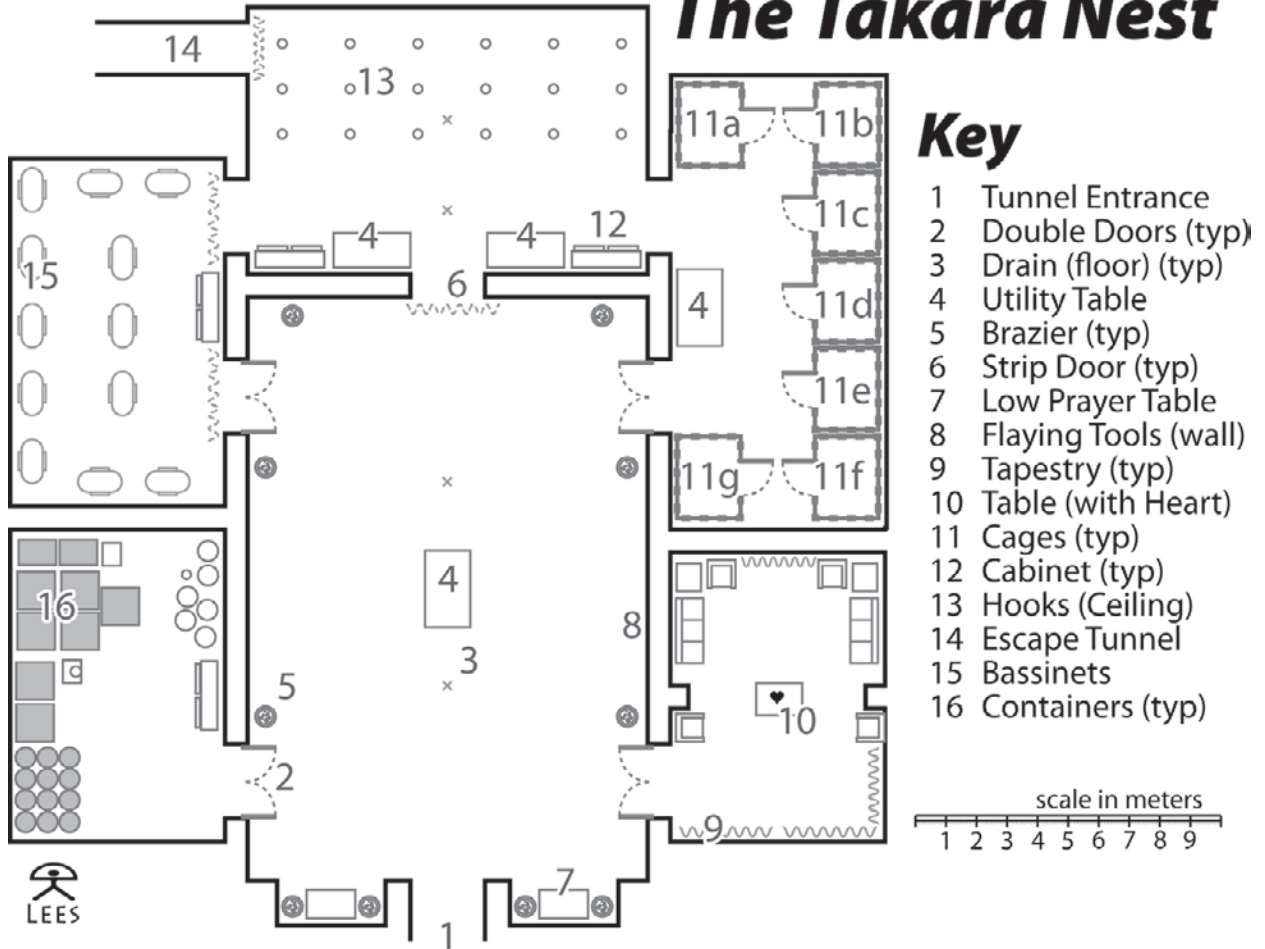 The Takara Nest
14
13
11a
11b
11c
12
4
4
15
6
4
11d
11e
11g
11f
4
16
8
3
5
10
2
9
7
1
LEES
Key
1 Tunnel Entrance
2 Double Doors (typ)
3 Drain (floor) (typ)
4 Utility Table
5 Brazier (typ)
6 Strip Door (typ)
7 Low Prayer Table
8 Flaying Tools (wall)
9 Tapestry (typ)
10 Table (with Heart)
11 Cages (typ)
12 Cabinet (typ)
13 Hooks (Ceiling)
14 Escape Tunnel
15 Bassinets
16 Containers (typ)
scale in meters
1 2 3 4 5 6 7 8 9